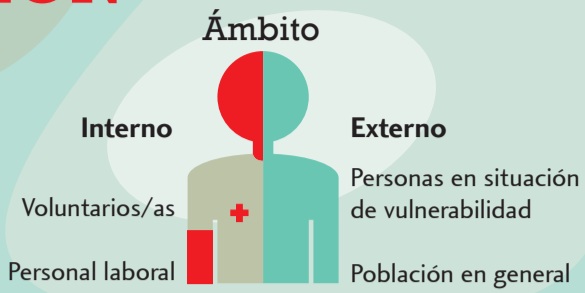 Ámbito
Interno
Voluntarios/as
Personal laboral
Externo
Personas en situación
de vulnerabilidad
Población en general